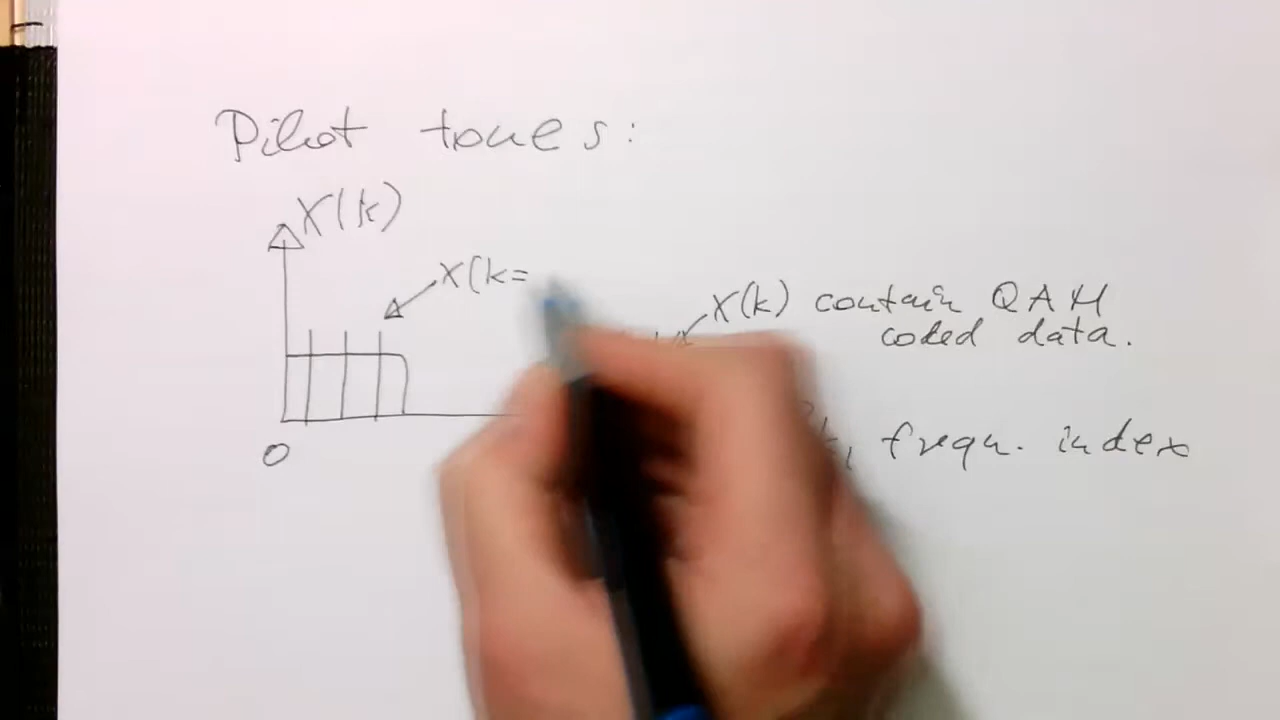 Pilot tones:
X(k)
X(k=
X(k) contain QAM
coded data.
0
k, frequ. index